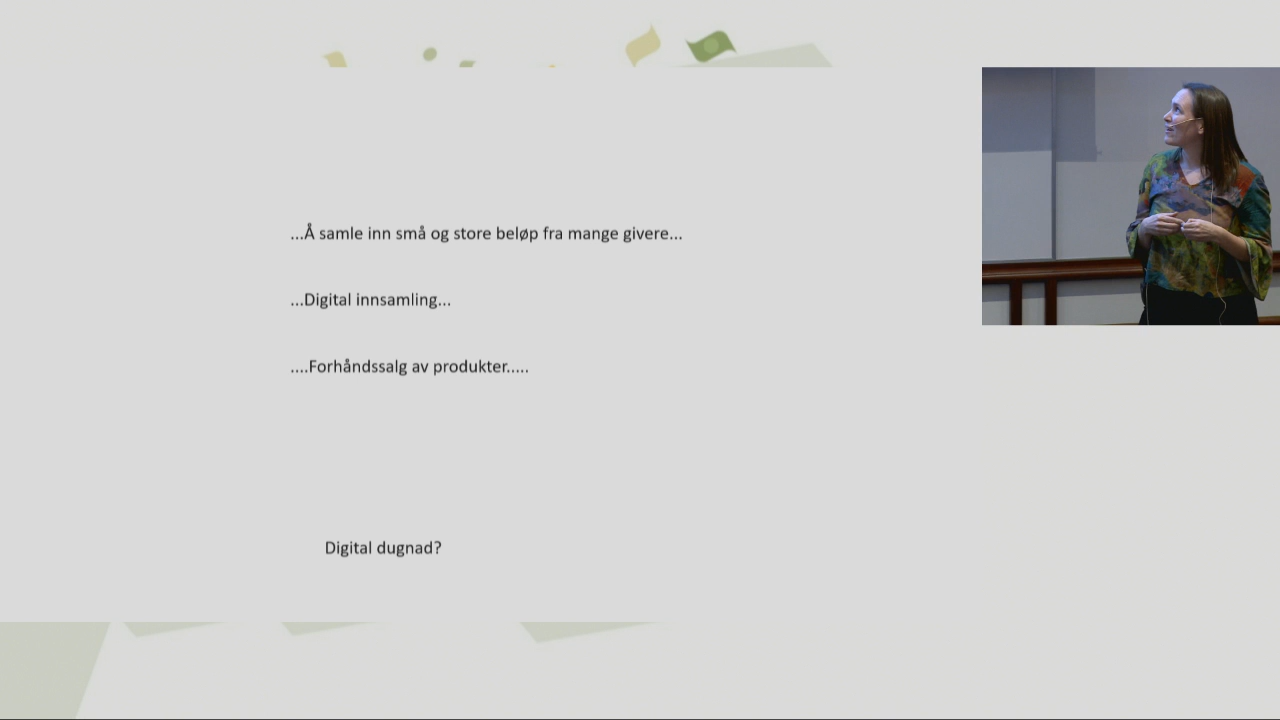 ...Å samle inn små og store beløp fra mange givere...
...Digital innsamling...
....Forhåndssalg av produkter.....
Digital dugnad?